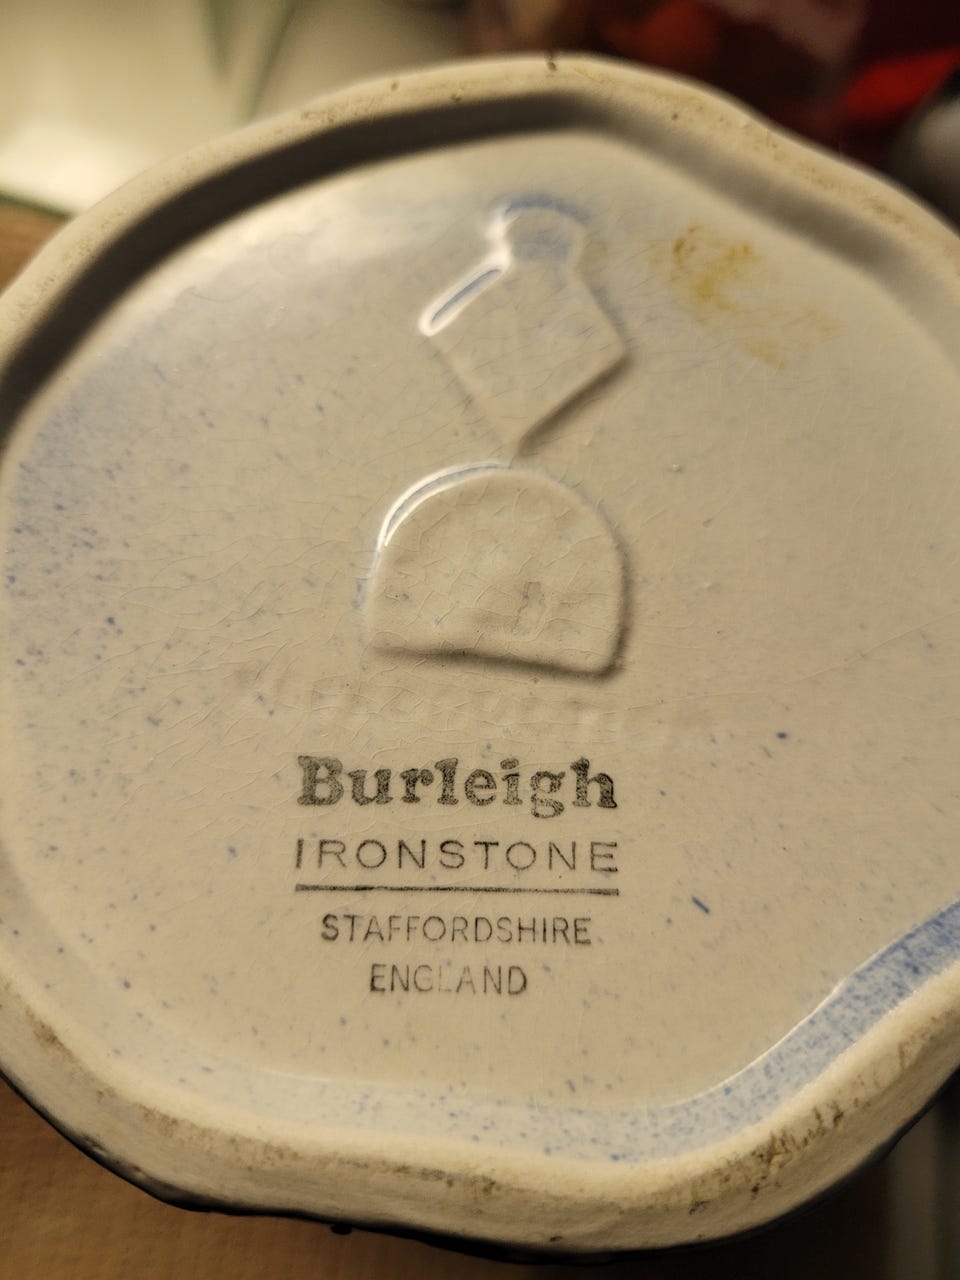 Burleigh
IRONSTONE
STAFFORDSHIRE
ENGLAND